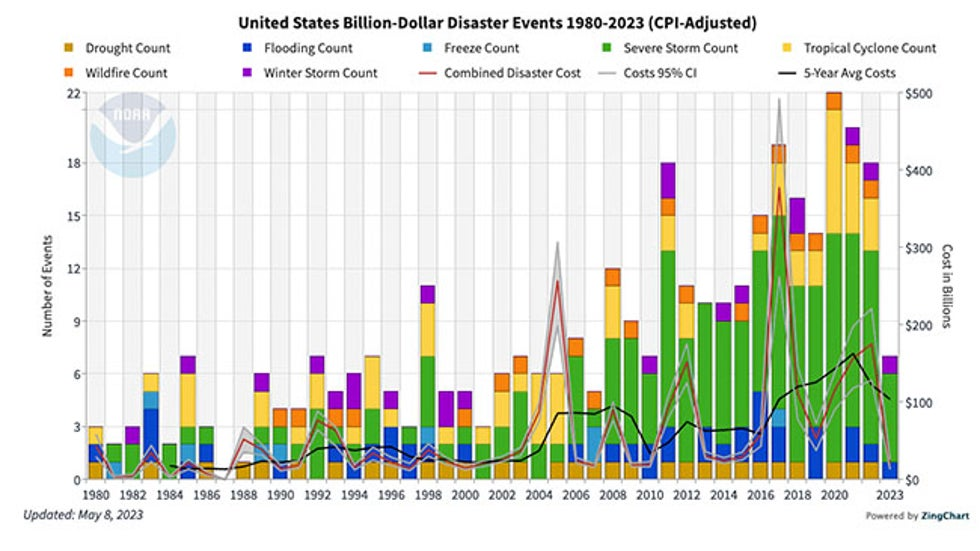 United States Billion-Dollar Disaster Events 1980-2023 (CPI-Adjusted)
Drought Count Flooding Count Freeze Count Severe Storm Count Tropical Cyclone Count
Wildfire Count Winter Storm Count Combined Disaster Cost Costs 95% CI 5-Year Avg Costs
22 $500
NOAA
18 $400
15
$300
12
Number of Events
Cost in Billions
9 $200
6
$100
3
0 $0
1980 1982 1984 1986 1988 1990 1992 1994 1996 1998 2000 2002 2004 2006 2008 2010 2012 2014 2016 2018 2020 2023
Updated: May 8, 2023 Powered by ZingChart